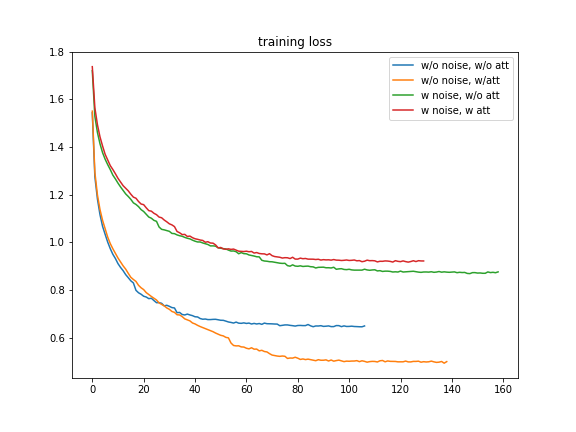 training loss
1.8
1.6
1.4
1.2
1.0
0.8
0.6
w/o noise, w/o att
w/o noise, w/att
w noise, w/o att
w noise, w att
0 20 40 60 80 100 120 140 160